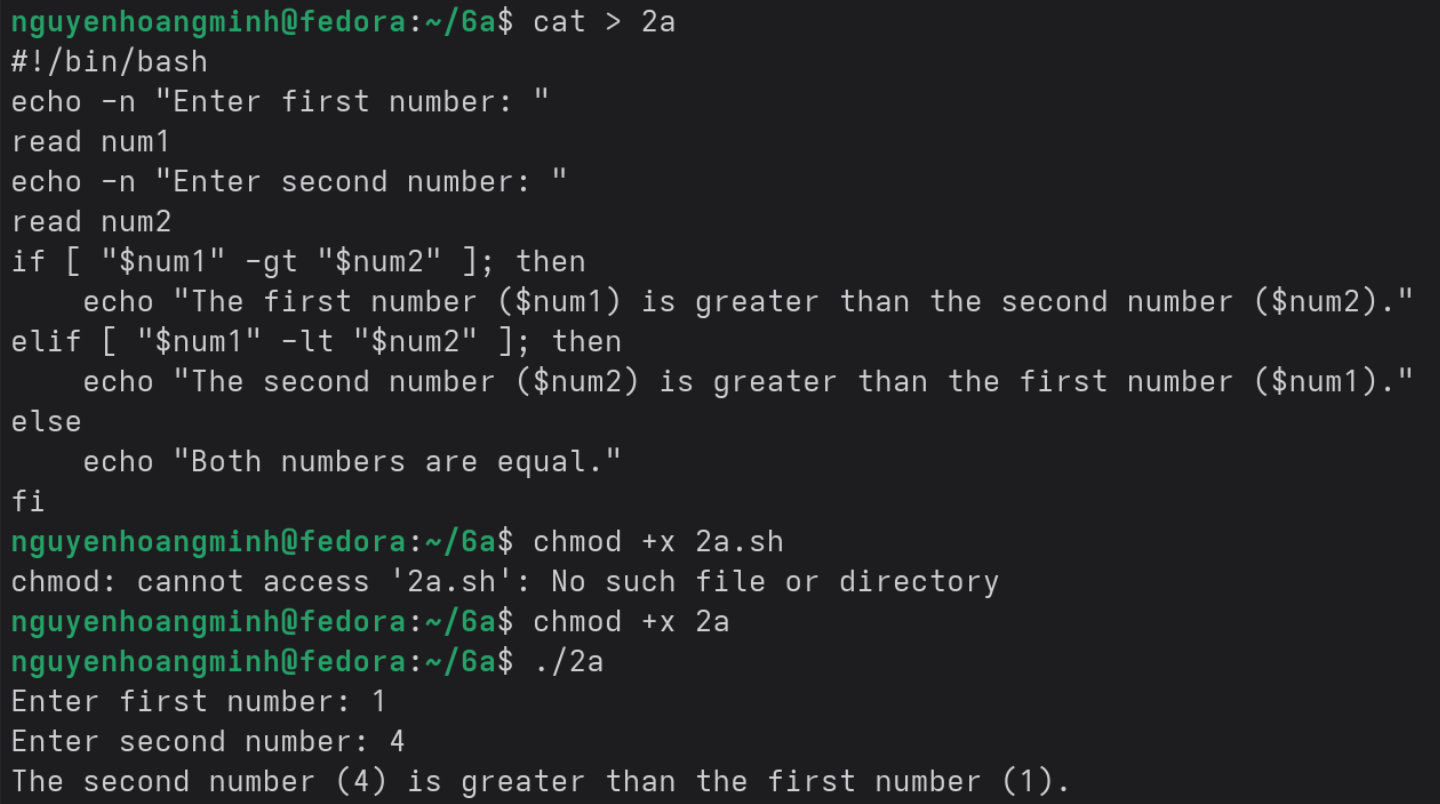 nguyenhoangminh@fedora:~/6a$ cat > 2a
#!/bin/bash
echo -n "Enter first number: "
read num1
echo -n "Enter second number: "
read num2
if [ "$num1" -gt "$num2" ]; then
    echo "The first number ($num1) is greater than the second number ($num2)."
elif [ "$num1" -lt "$num2" ]; then
    echo "The second number ($num2) is greater than the first number ($num1)."
else
    echo "Both numbers are equal."
fi
nguyenhoangminh@fedora:~/6a$ chmod +x 2a.sh
chmod: cannot access '2a.sh': No such file or directory
nguyenhoangminh@fedora:~/6a$ chmod +x 2a
nguyenhoangminh@fedora:~/6a$ ./2a
Enter first number: 1
Enter second number: 4
The second number (4) is greater than the first number (1).